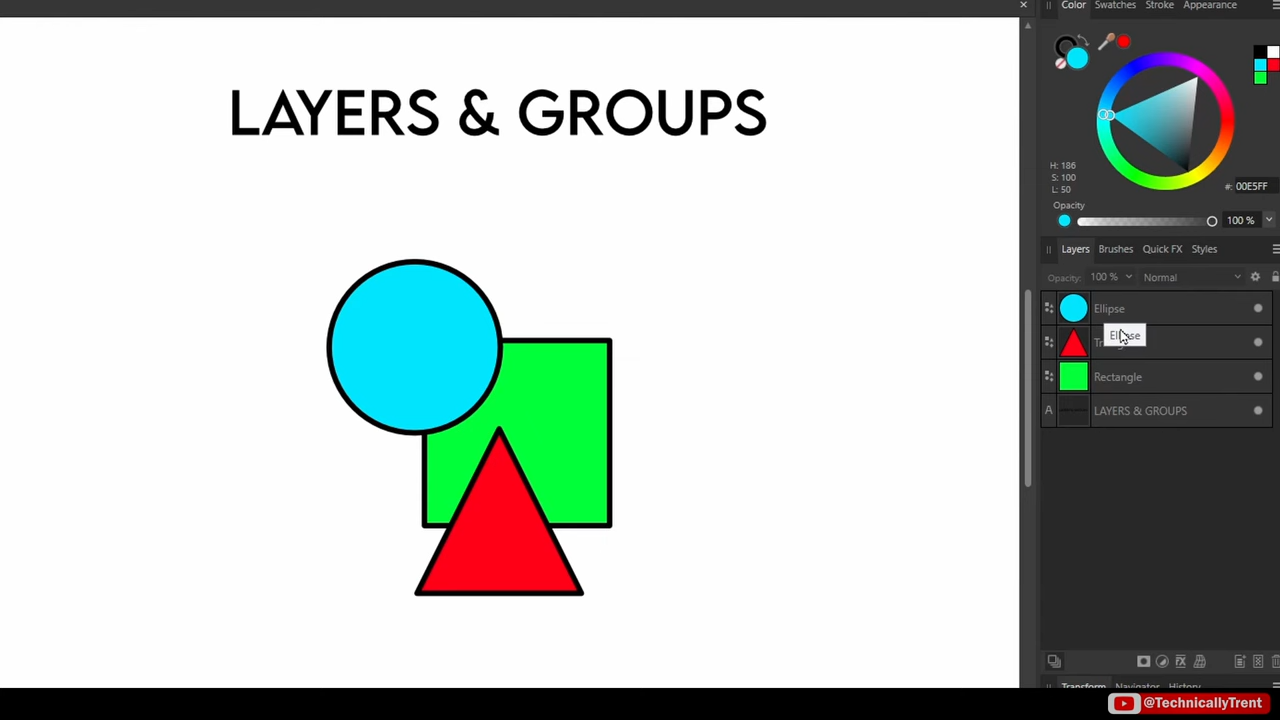 Color Swatches Stroke Appearance
LAYERS & GROUPS
H: 186
S: 100
L: 50
#: 00E5FF
Opacity
100 %
Layers Brushes Quick FX Styles
Opacity: 100 % Normal
Ellipse
Ellipse
Rectangle
A LAYERS & GROUPS
Transform Navigator History
@TechnicallyTrent